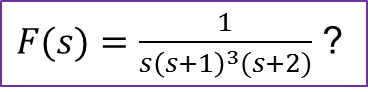 F(s) = 1 / s(s+1)³(s+2) ?